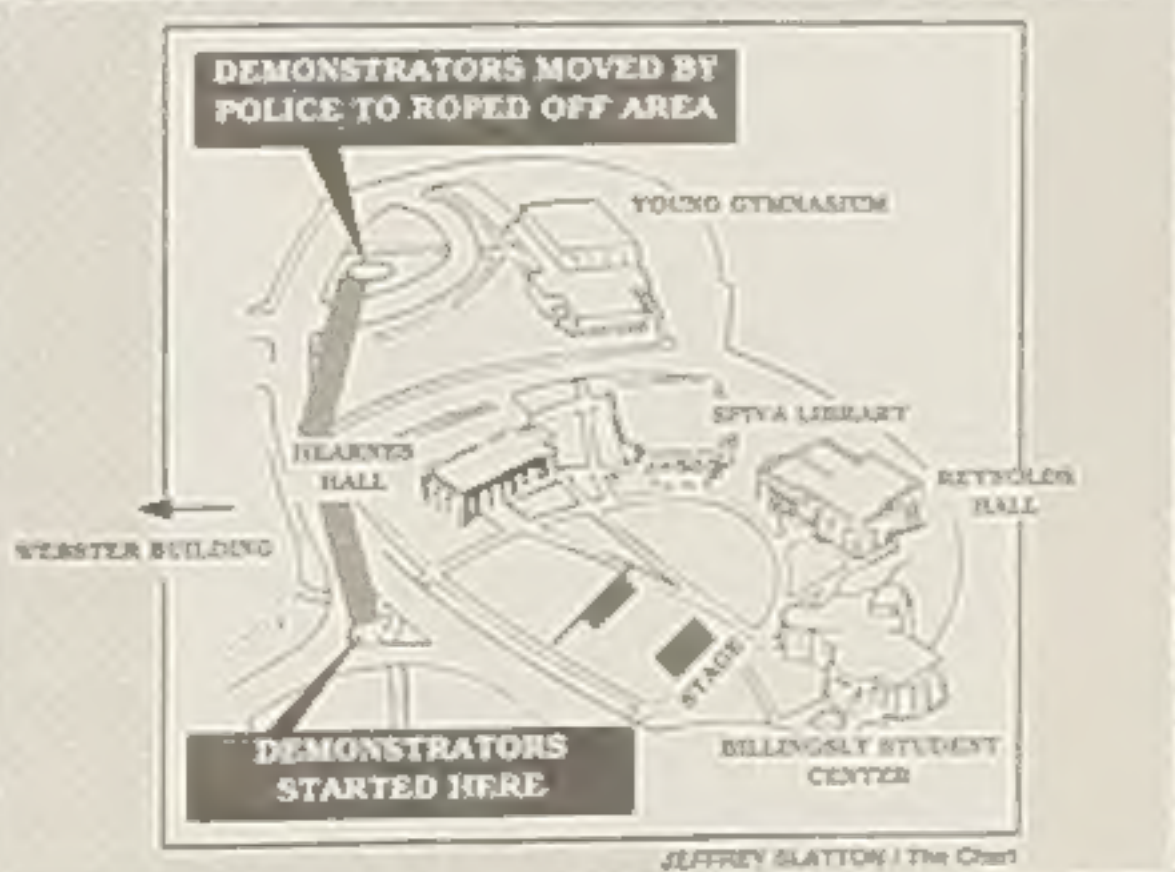 DEMONSTRATORS MOVED BY
POLICE TO ROPED OFF AREA
YOUNG GYMNASIUM
SPIVA LIBRARY
HEARNES
HALL
REYNOLDS
HALL
WEBSTER BUILDING
STAGE
DEMONSTRATORS
STARTED HERE
BILLINGSLY STUDENT
CENTER
JEFFREY SLATTON / The Chart